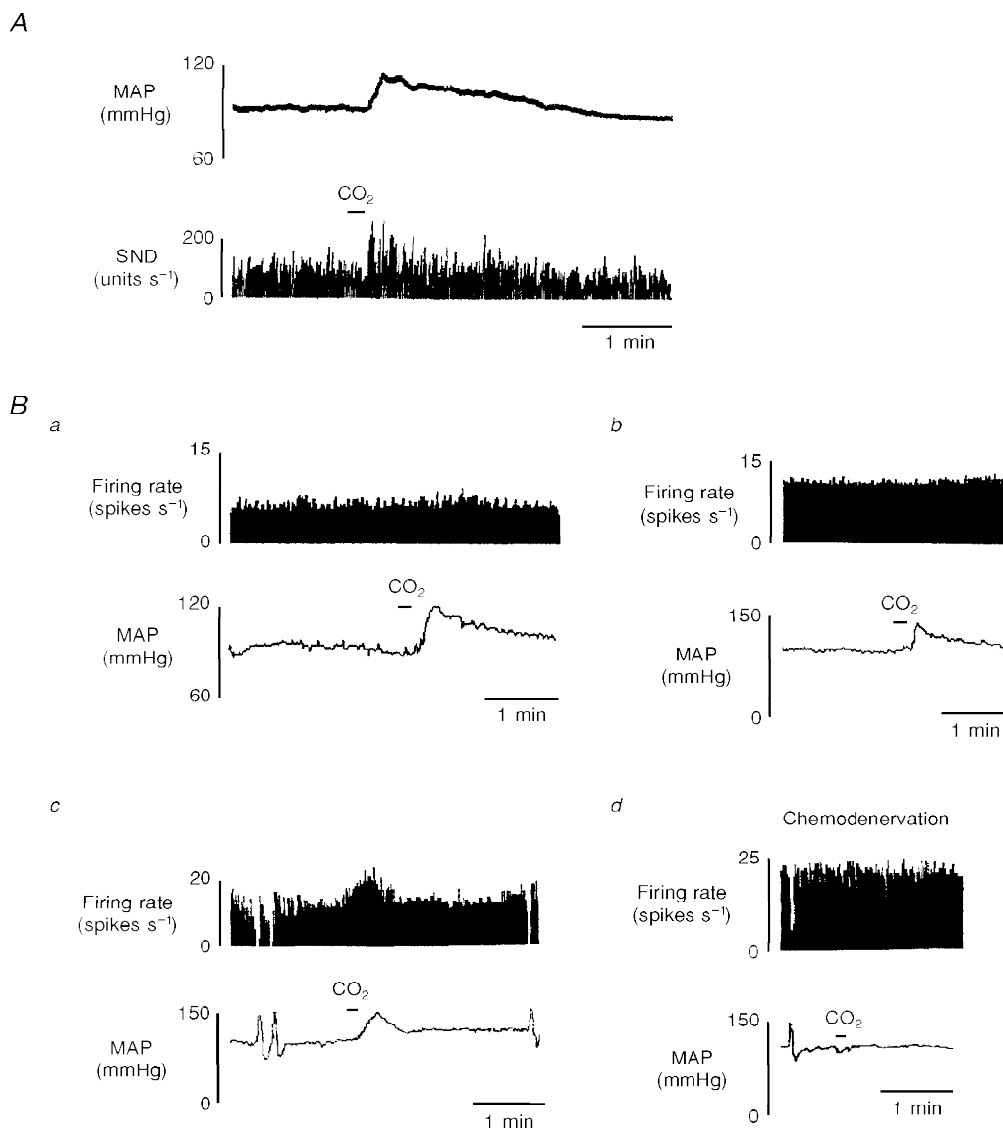 A
120
MAP
(mmHg)
60
CO₂
200
SND
(units s⁻¹)
0
1 min
B
a
15
Firing rate
(spikes s⁻¹)
0
CO₂
120
MAP
(mmHg)
60
1 min
b
15
Firing rate
(spikes s⁻¹)
0
CO₂
150
MAP
(mmHg)
0
1 min
c
20
Firing rate
(spikes s⁻¹)
0
CO₂
150
MAP
(mmHg)
0
1 min
d
Chemodenervation
25
Firing rate
(spikes s⁻¹)
0
CO₂
150
MAP
(mmHg)
0
1 min